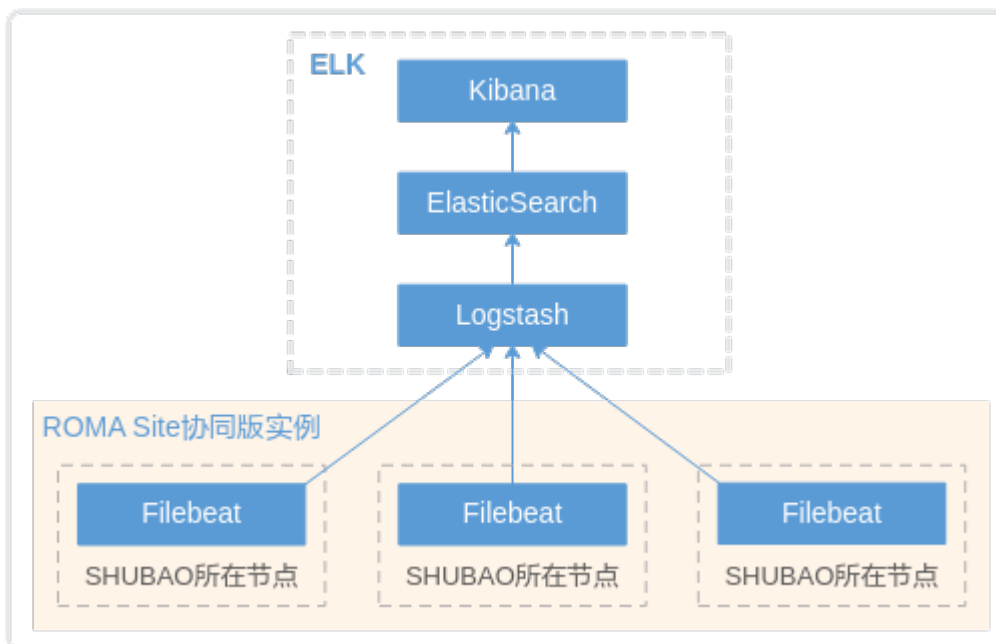 ELK
Kibana
ElasticSearch
Logstash
ROMA Site协同版实例
Filebeat
Filebeat
Filebeat
SHUBAO所在节点
SHUBAO所在节点
SHUBAO所在节点